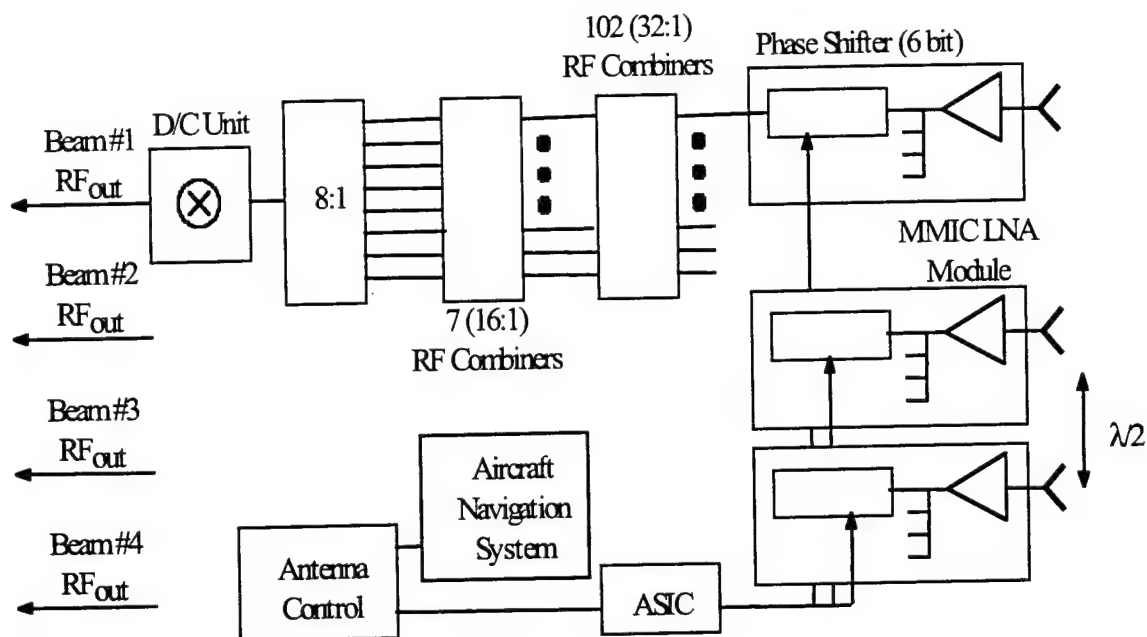 102 (32:1)
RF Combiners
Phase Shifter (6 bit)
D/C Unit
Beam #1
RFout
8:1
MMIC LNA
Module
Beam #2
RFout
7 (16:1)
RF Combiners
Beam #3
RFout
λ/2
Aircraft
Navigation
System
Beam #4
RFout
Antenna
Control
ASIC